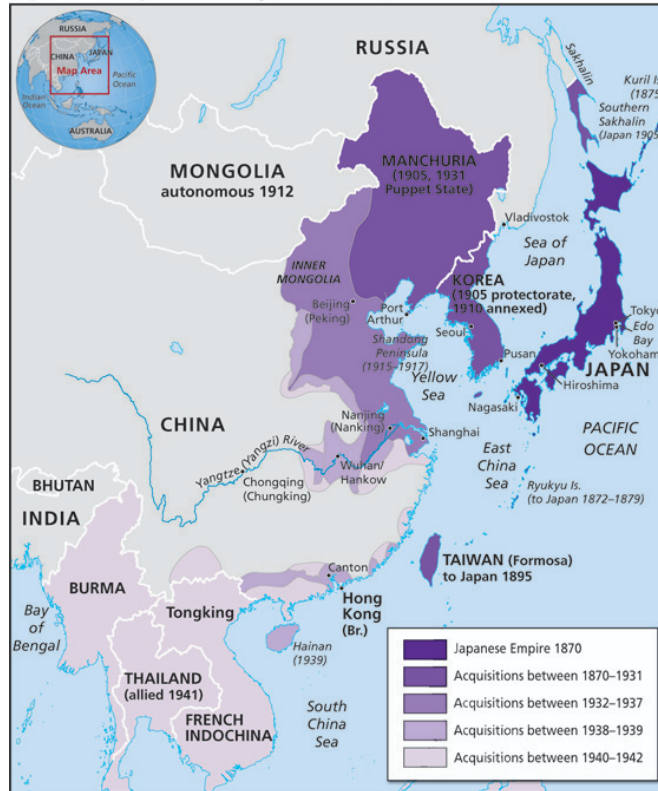 RUSSIA
CHINA
JAPAN
Map Area
Pacific
Ocean
Indian
Ocean
AUSTRALIA
RUSSIA
Sakhalin
Kuril Is.
(1875
Southern
Sakhalin
(Japan 1905
MONGOLIA
autonomous 1912
MANCHURIA
(1905, 1931
Puppet State)
Vladivostok
Sea of
Japan
INNER
MONGOLIA
Beijing
(Peking)
Port
Arthur
KOREA
(1905 protectorate,
1910 annexed)
Seoul
Shandong
Peninsula
(1915–1917)
Pusan
Tokyo
Edo
Bay
Yokoham
JAPAN
Hiroshima
Yellow
Sea
Nagasaki
CHINA
Nanjing
(Nanking)
Shanghai
PACIFIC
OCEAN
East
China
Sea
Yangtze (Yangzi) River
Wuhan/
Hankow
Chongqing
(Chungking)
Ryukyu Is.
(to Japan 1872–1879)
BHUTAN
INDIA
BURMA
Canton
TAIWAN (Formosa)
to Japan 1895
Tongking
Hong
Kong
(Br.)
Bay
of
Bengal
Hainan
(1939)
THAILAND
(allied 1941)
FRENCH
INDOCHINA
South
China
Sea
Japanese Empire 1870
Acquisitions between 1870–1931
Acquisitions between 1932–1937
Acquisitions between 1938–1939
Acquisitions between 1940–1942